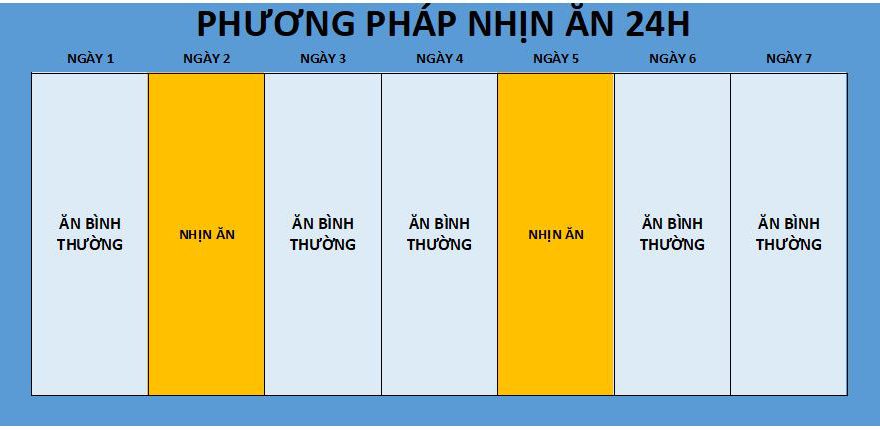 PHƯƠNG PHÁP NHỊN ĂN 24H
NGÀY 1 NGÀY 2 NGÀY 3 NGÀY 4 NGÀY 5 NGÀY 6 NGÀY 7
ĂN BÌNH
THƯỜNG
NHỊN ĂN
ĂN BÌNH
THƯỜNG
ĂN BÌNH
THƯỜNG
NHỊN ĂN
ĂN BÌNH
THƯỜNG
ĂN BÌNH
THƯỜNG